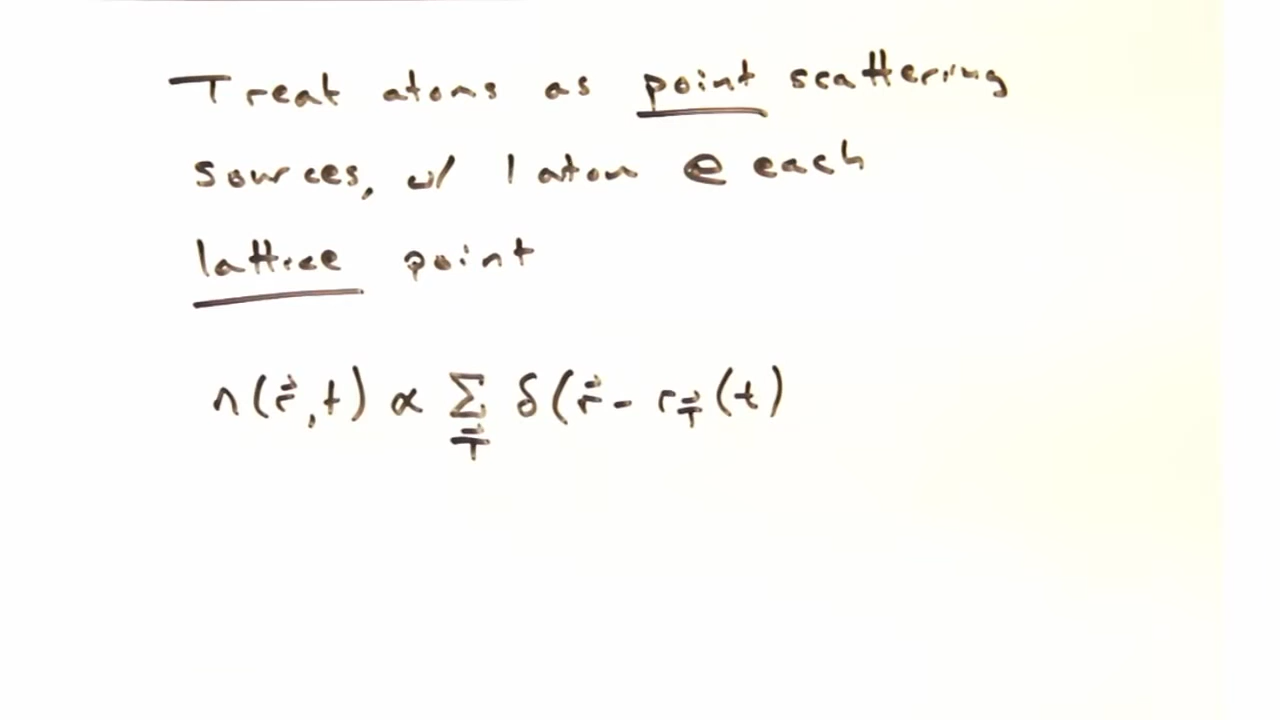 Treat atoms as point scattering
sources, w/ 1 atom @ each
lattice point
n(r⃗,t) ∝ Σ_T⃗ δ(r⃗ - r_T⃗(t)